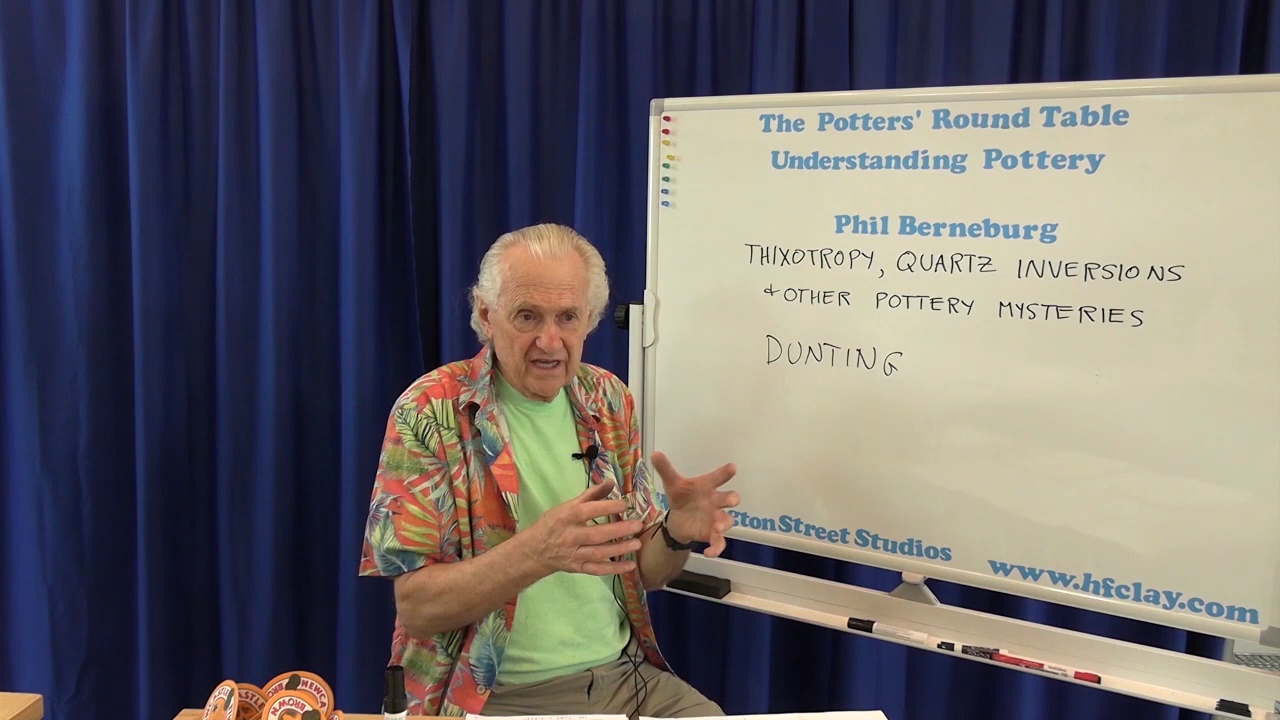 The Potters' Round Table
Understanding Pottery
Phil Berneburg
THIXOTROPY, QUARTZ INVERSIONS
& OTHER POTTERY MYSTERIES
DUNTING
Street Studios
www.hfclay.com
BROWN